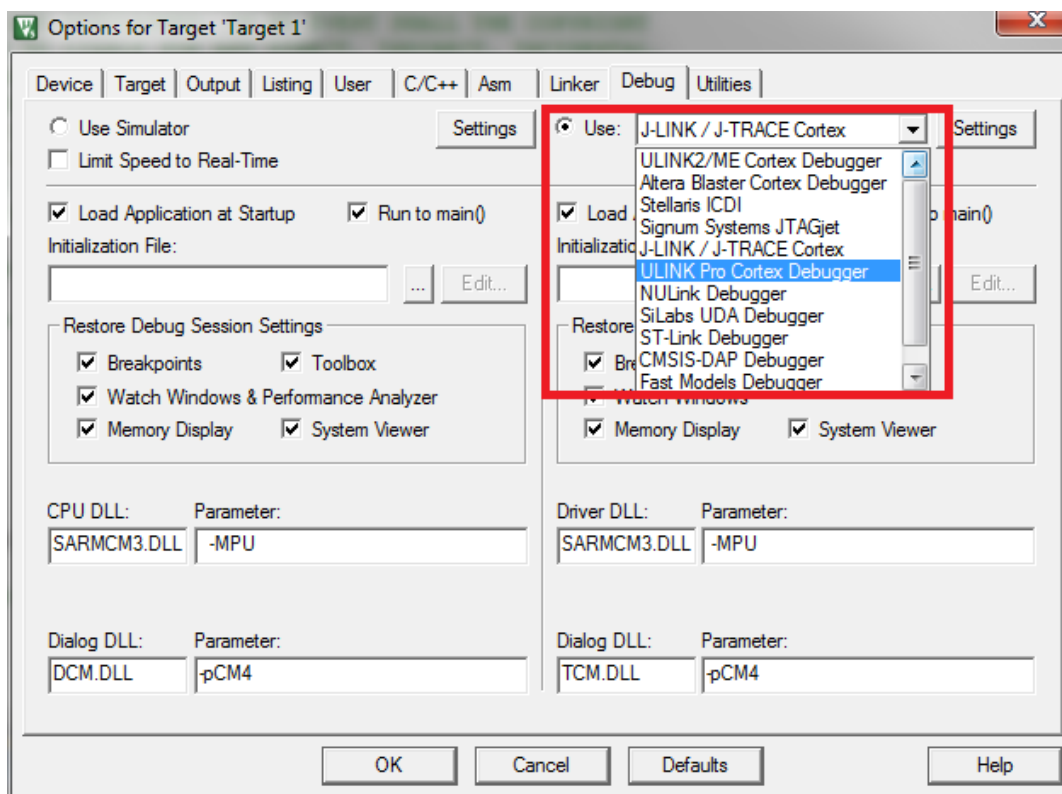 Options for Target 'Target 1'
Device Target Output Listing User C/C++ Asm Linker Debug Utilities
Use Simulator Settings
Limit Speed to Real-Time
Use: J-LINK / J-TRACE Cortex Settings
ULINK2/ME Cortex Debugger
Altera Blaster Cortex Debugger
Stellaris ICDI
Signum Systems JTAGjet
J-LINK / J-TRACE Cortex
ULINK Pro Cortex Debugger
NULink Debugger
SiLabs UDA Debugger
ST-Link Debugger
CMSIS-DAP Debugger
Fast Models Debugger
Load Application at Startup Run to main()
Initialization File:
... Edit...
Restore Debug Session Settings
Breakpoints Toolbox
Watch Windows & Performance Analyzer
Memory Display System Viewer
CPU DLL: Parameter:
SARMCM3.DLL -MPU
Dialog DLL: Parameter:
DCM.DLL -pCM4
Load main()
Edit...
Restore
Watch Windows
Memory Display System Viewer
Driver DLL: Parameter:
SARMCM3.DLL -MPU
Dialog DLL: Parameter:
TCM.DLL -pCM4
OK Cancel Defaults Help